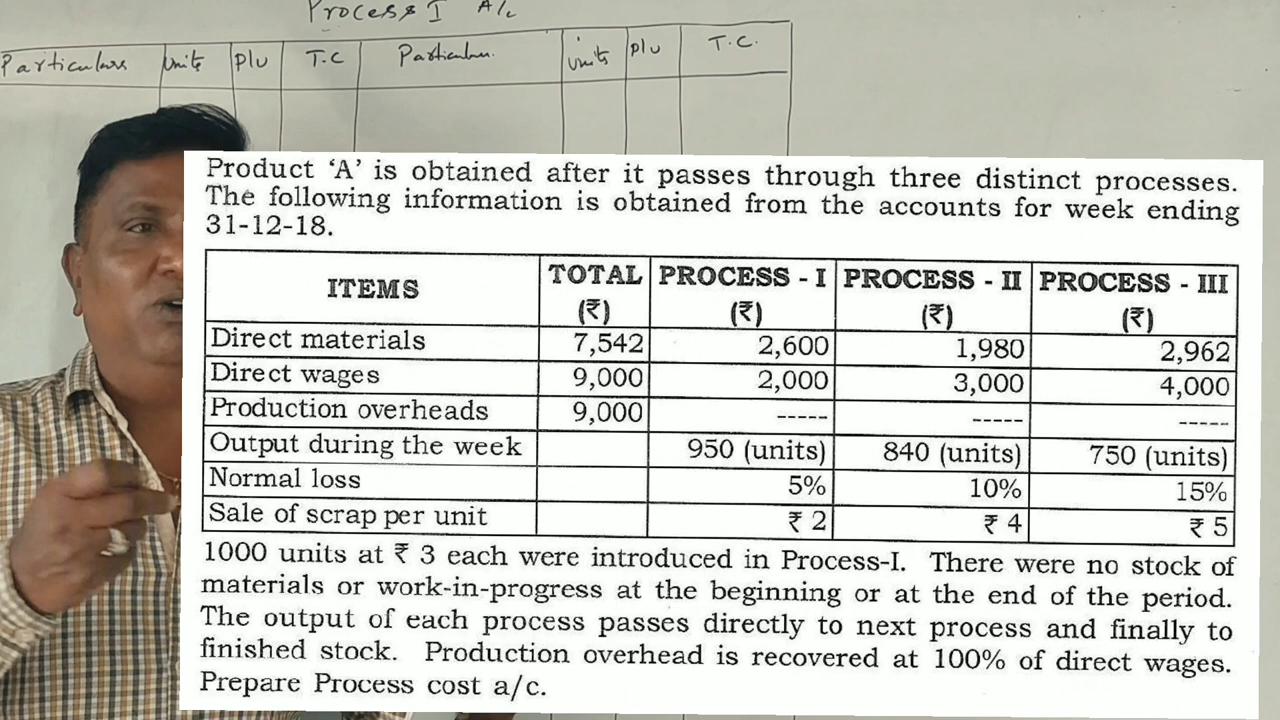 Process I A/c
Particulars Units P/u T.C Particulars Units P/u T.C.
Product ‘A’ is obtained after it passes through three distinct processes.
The following information is obtained from the accounts for week ending
31-12-18.
ITEMS TOTAL (₹) PROCESS - I (₹) PROCESS - II (₹) PROCESS - III (₹)
Direct materials 7,542 2,600 1,980 2,962
Direct wages 9,000 2,000 3,000 4,000
Production overheads 9,000 ----- ----- -----
Output during the week 950 (units) 840 (units) 750 (units)
Normal loss 5% 10% 15%
Sale of scrap per unit ₹ 2 ₹ 4 ₹ 5
1000 units at ₹ 3 each were introduced in Process-I. There were no stock of
materials or work-in-progress at the beginning or at the end of the period.
The output of each process passes directly to next process and finally to
finished stock. Production overhead is recovered at 100% of direct wages.
Prepare Process cost a/c.